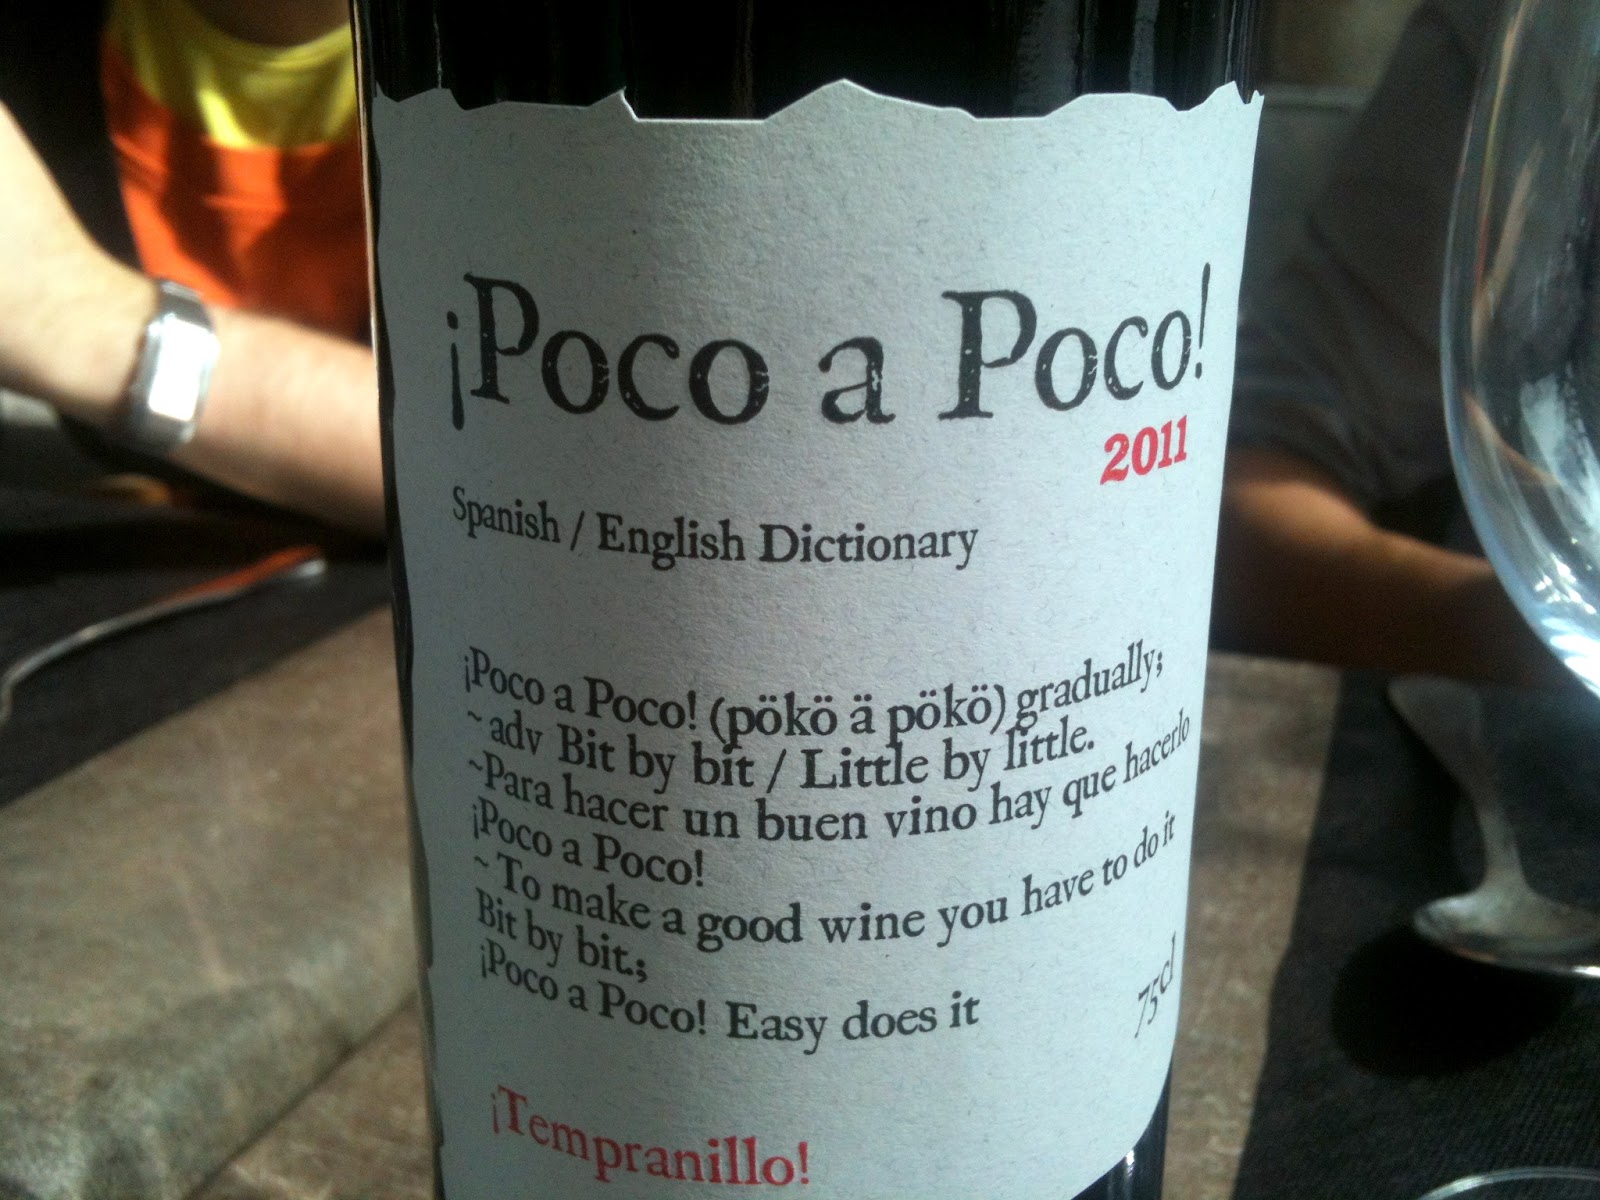 ¡Poco a Poco!
2011
Spanish / English Dictionary
¡Poco a Poco! (pökö ä pökö) gradually;
~ adv Bit by bit / Little by little.
~Para hacer un buen vino hay que hacerlo
¡Poco a Poco!
~ To make a good wine you have to do it
Bit by bit.;
¡Poco a Poco! Easy does it
75cl
¡Tempranillo!